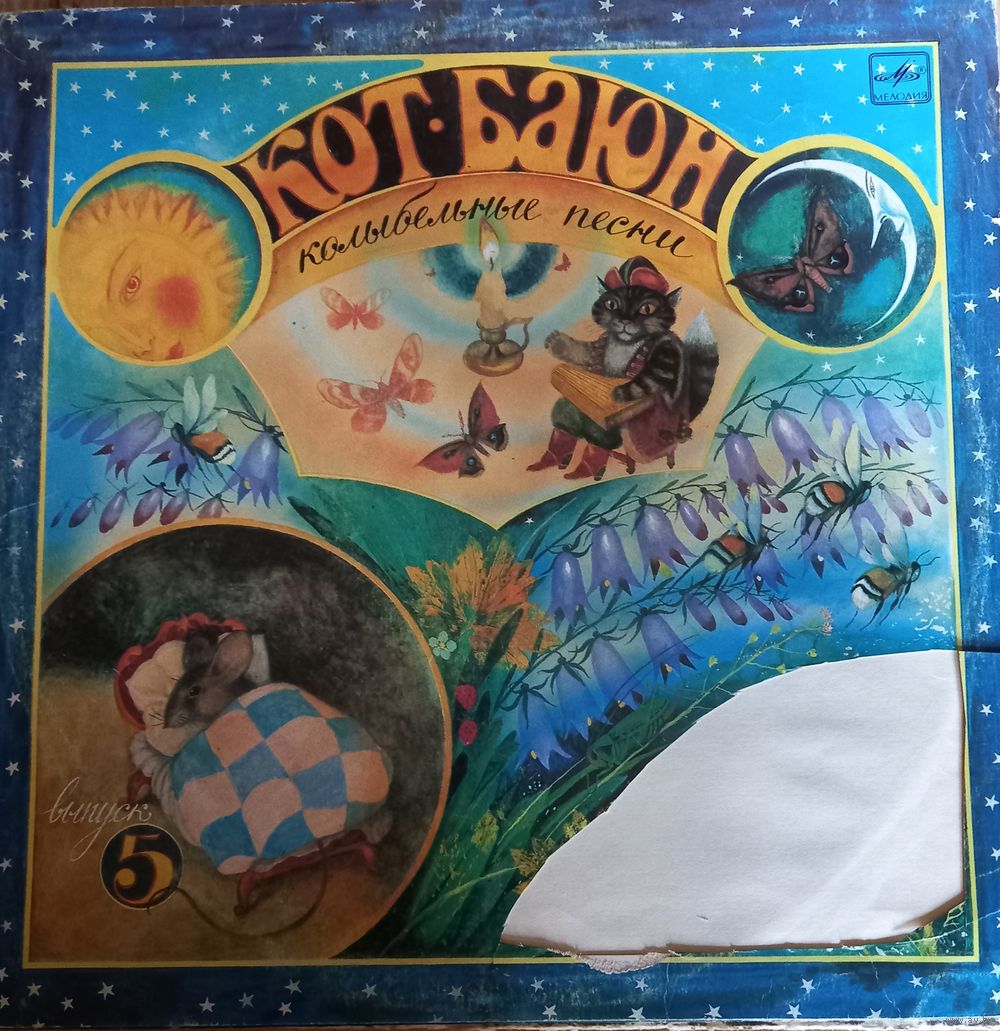 КОТ·БАЮН
колыбельные песни
МЕЛОДИЯ
выпуск
5